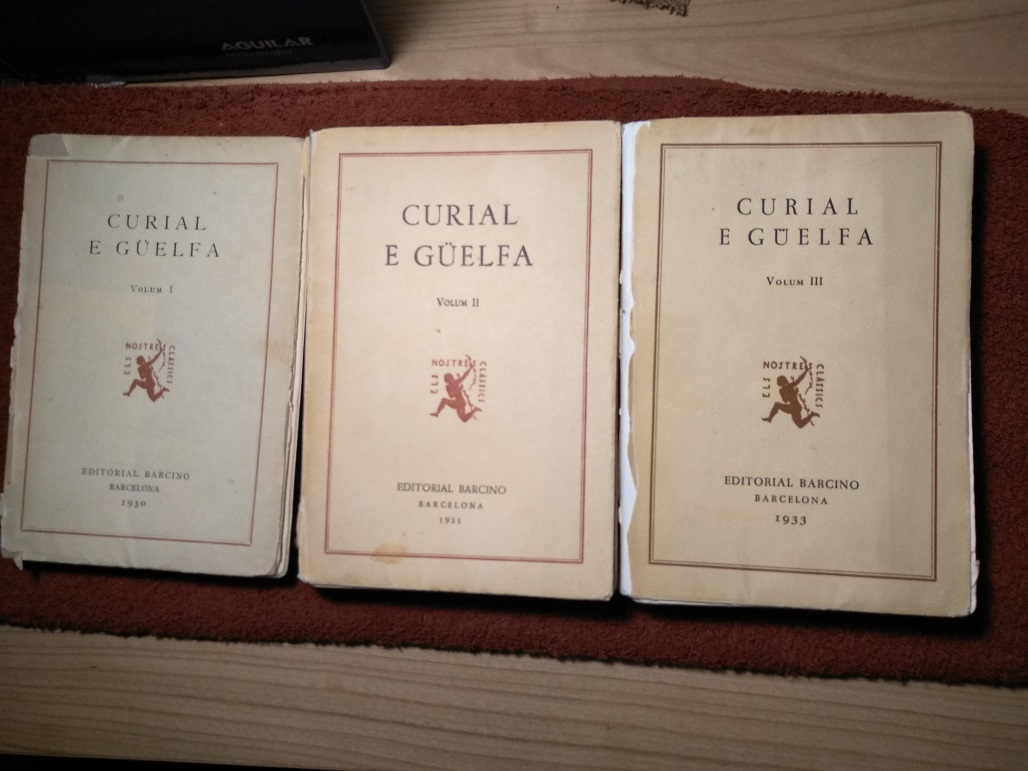 AGUILAR
CURIAL
E GÜELFA
VOLUM I
ELS NOSTRES CLÀSSICS
EDITORIAL BARCINO
BARCELONA
1930
CURIAL
E GÜELFA
VOLUM II
ELS NOSTRES CLÀSSICS
EDITORIAL BARCINO
BARCELONA
1931
CURIAL
E GÜELFA
VOLUM III
ELS NOSTRES CLÀSSICS
EDITORIAL BARCINO
BARCELONA
1933